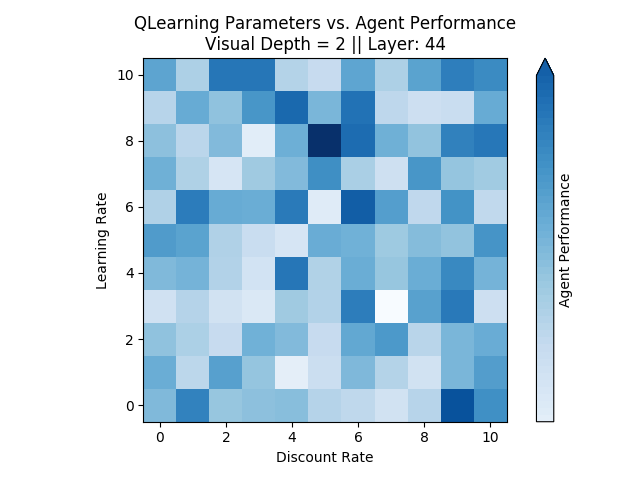 QLearning Parameters vs. Agent Performance
Visual Depth = 2 || Layer: 44
10
8
6
4
2
0
Learning Rate
0 2 4 6 8 10
Discount Rate
Agent Performance